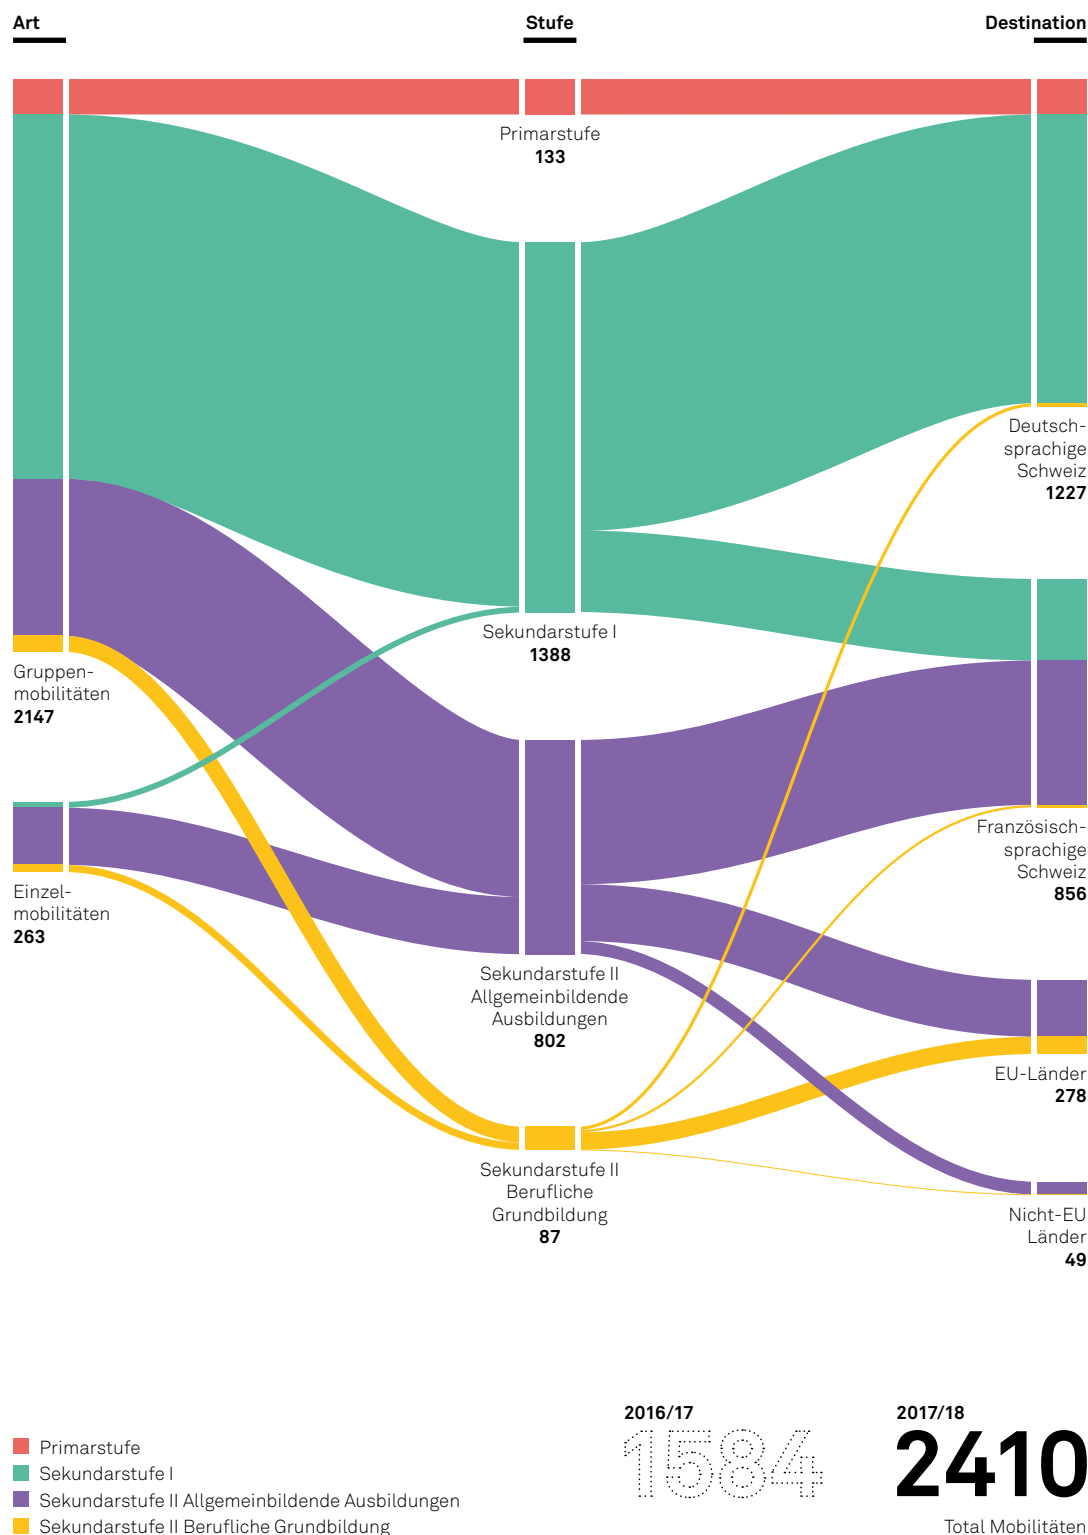 Art
Stufe
Destination
Primarstufe
133
Deutsch-
sprachige
Schweiz
1227
Sekundarstufe I
1388
Gruppen-
mobilitäten
2147
Französisch-
sprachige
Schweiz
856
Einzel-
mobilitäten
263
Sekundarstufe II
Allgemeinbildende
Ausbildungen
802
EU-Länder
278
Sekundarstufe II
Berufliche
Grundbildung
87
Nicht-EU
Länder
49
2016/17
1584
2017/18
2410
Total Mobilitäten
Primarstufe
Sekundarstufe I
Sekundarstufe II Allgemeinbildende Ausbildungen
Sekundarstufe II Berufliche Grundbildung